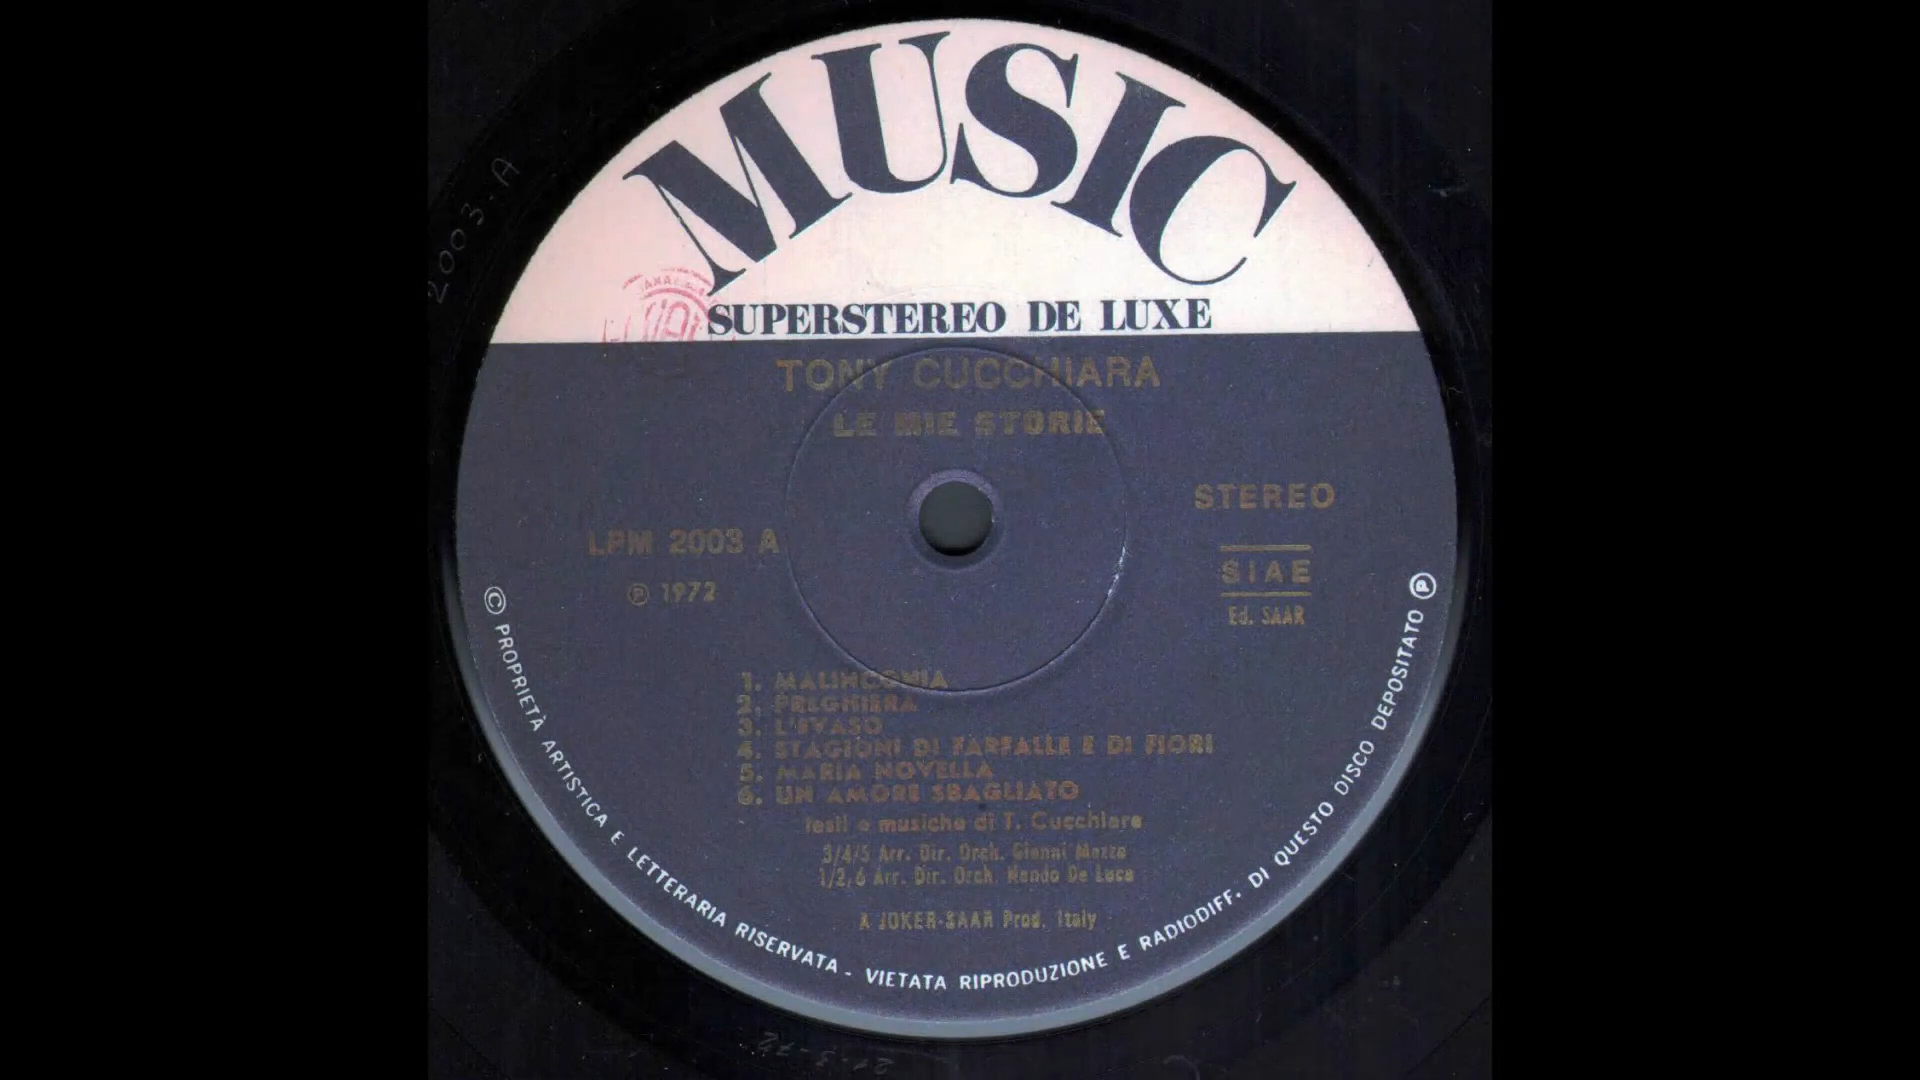 MUSIC
SUPERSTEREO DE LUXE
TONY CUCCHIARA
LE MIE STORIE
STEREO
LPM 2003 A
℗ 1972
SIAE
Ed. SAAR
1. MALINCONIA
2. PREGHIERA
3. L'EVASO
4. STAGIONI DI FARFALLE E DI FIORI
5. MARIA NOVELLA
6. UN AMORE SBAGLIATO
testi e musiche di T. Cucchiara
3/4/5 Arr. Dir. Orch. Gianni Mazza
1/2/6 Arr. Dir. Orch. Nando De Luca
A JOKER-SAAR Prod. Italy
© PROPRIETÀ ARTISTICA E LETTERARIA RISERVATA - VIETATA RIPRODUZIONE E RADIODIFF. DI QUESTO DISCO DEPOSITATO ℗
2003.A
21-3-72